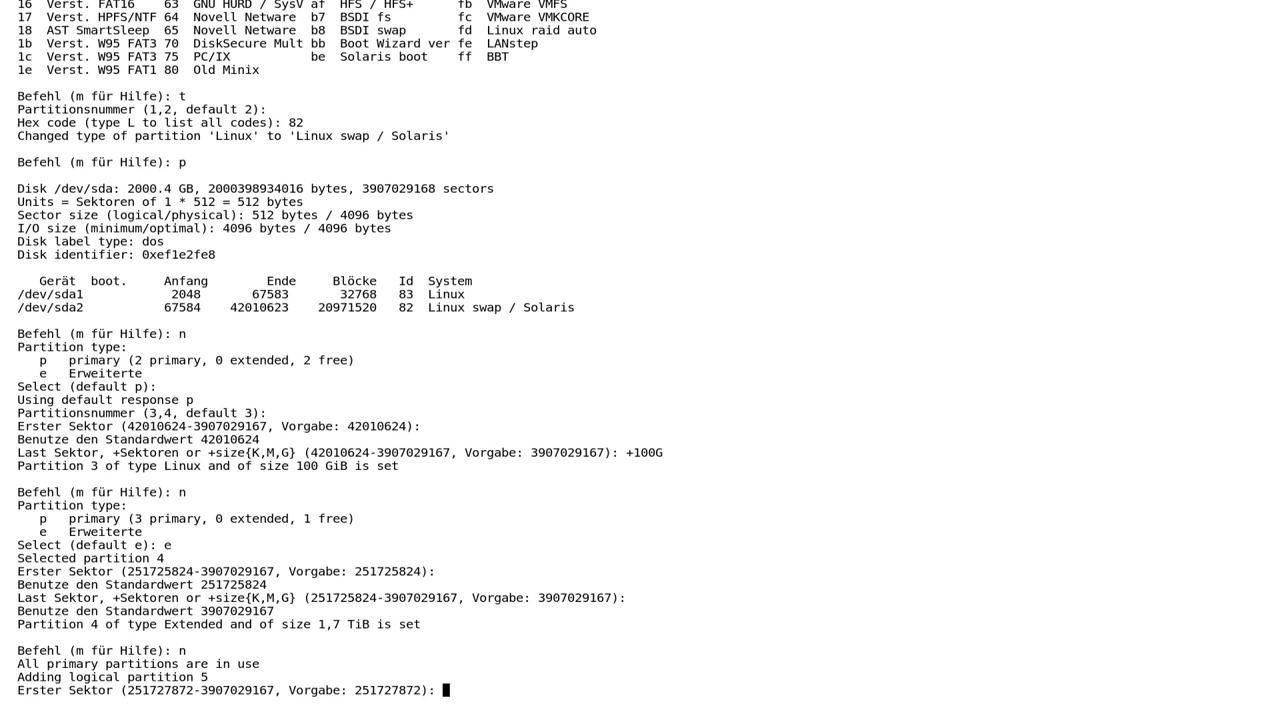 16  Verst. FAT16    63  GNU HURD / SysV af  HFS / HFS+      fb  VMware VMFS
17  HPFS/NTF 64  Novell Netware  b7  BSDI fs         fc  VMware VMKCORE
18  AST SmartSleep  65  Novell Netware  b8  BSDI swap       fd  Linux raid auto
1b  Verst. W95 FAT3 70  DiskSecure Mult bb  Boot Wizard ver fe  LANstep
1c  Verst. W95 FAT3 75  PC/IX           be  Solaris boot    ff  BBT
1e  Verst. W95 FAT1 80  Old Minix
Befehl (m für Hilfe): t
Partitionsnummer (1,2, default 2):
Hex code (type L to list all codes): 82
Changed type of partition 'Linux' to 'Linux swap / Solaris'
Befehl (m für Hilfe): p
Disk /dev/sda: 2000.4 GB, 2000398934016 bytes, 3907029168 sectors
Units = Sektoren of 1 * 512 = 512 bytes
Sector size (logical/physical): 512 bytes / 4096 bytes
I/O size (minimum/optimal): 4096 bytes / 4096 bytes
Disk label type: dos
Disk identifier: 0xef1e2fe8
Gerät  boot.     Anfang        Ende     Blöcke   Id  System
/dev/sda1            2048       67583       32768   83  Linux
/dev/sda2           67584    42010623    20971520   82  Linux swap / Solaris
Befehl (m für Hilfe): n
Partition type:
p   primary (2 primary, 0 extended, 2 free)
e   Erweiterte
Select (default p):
Using default response p
Partitionsnummer (3,4, default 3):
Erster Sektor (42010624-3907029167, Vorgabe: 42010624):
Benutze den Standardwert 42010624
Last Sektor, +Sektoren or +size{K,M,G} (42010624-3907029167, Vorgabe: 3907029167): +100G
Partition 3 of type Linux and of size 100 GiB is set
Befehl (m für Hilfe): n
Partition type:
p   primary (3 primary, 0 extended, 1 free)
e   Erweiterte
Select (default e): e
Selected partition 4
Erster Sektor (251725824-3907029167, Vorgabe: 251725824):
Benutze den Standardwert 251725824
Last Sektor, +Sektoren or +size{K,M,G} (251725824-3907029167, Vorgabe: 3907029167):
Benutze den Standardwert 3907029167
Partition 4 of type Extended and of size 1,7 TiB is set
Befehl (m für Hilfe): n
All primary partitions are in use
Adding logical partition 5
Erster Sektor (251727872-3907029167, Vorgabe: 251727872):